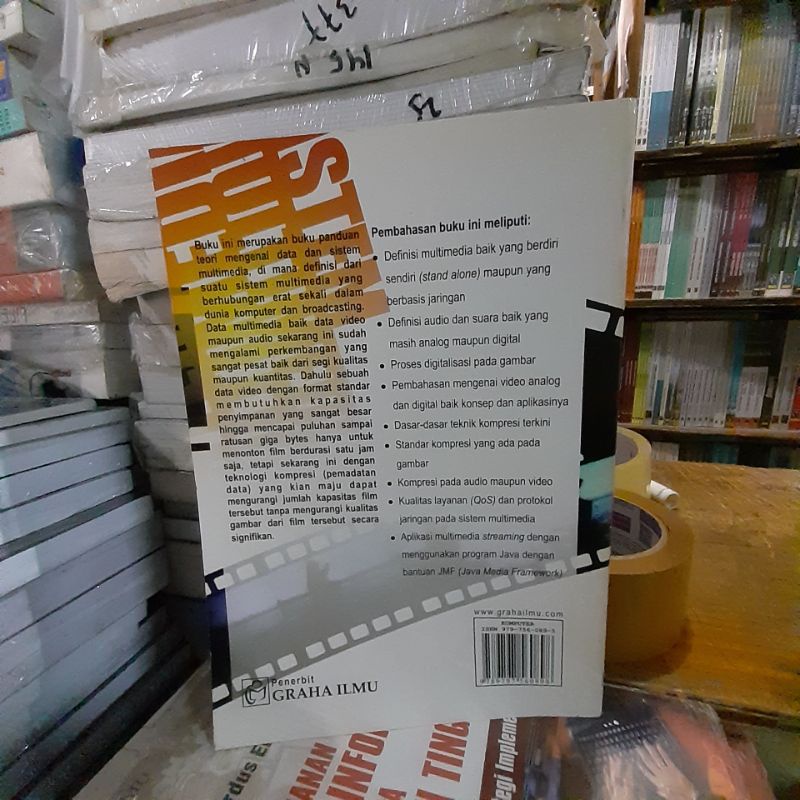 377
145 N
25
Buku ini merupakan buku panduan
teori mengenai data dan sistem
multimedia, di mana definisi dari
suatu sistem multimedia yang
berhubungan erat sekali dalam
dunia komputer dan broadcasting.
Data multimedia baik data video
maupun audio sekarang ini sudah
mengalami perkembangan yang
sangat pesat baik dari segi kualitas
maupun kuantitas. Dahulu sebuah
data video dengan format standar
membutuhkan kapasitas
penyimpanan yang sangat besar
hingga mencapai puluhan sampai
ratusan giga bytes hanya untuk
menonton film berdurasi satu jam
saja, tetapi sekarang ini dengan
teknologi kompresi (pemadatan
data) yang kian maju dapat
mengurangi jumlah kapasitas film
tersebut tanpa mengurangi kualitas
gambar dari film tersebut secara
signifikan.
Pembahasan buku ini meliputi:
• Definisi multimedia baik yang berdiri
sendiri (stand alone) maupun yang
berbasis jaringan
• Definisi audio dan suara baik yang
masih analog maupun digital
• Proses digitalisasi pada gambar
• Pembahasan mengenai video analog
dan digital baik konsep dan aplikasinya
• Dasar-dasar teknik kompresi terkini
• Standar kompresi yang ada pada
gambar
• Kompresi pada audio maupun video
• Kualitas layanan (QoS) dan protokol
jaringan pada sistem multimedia
• Aplikasi multimedia streaming dengan
menggunakan program Java dengan
bantuan JMF (Java Media Framework)
www.grahailmu.com
KOMPUTER
Penerbit
GRAHA ILMU
INFOR
TING
tegi Impleme